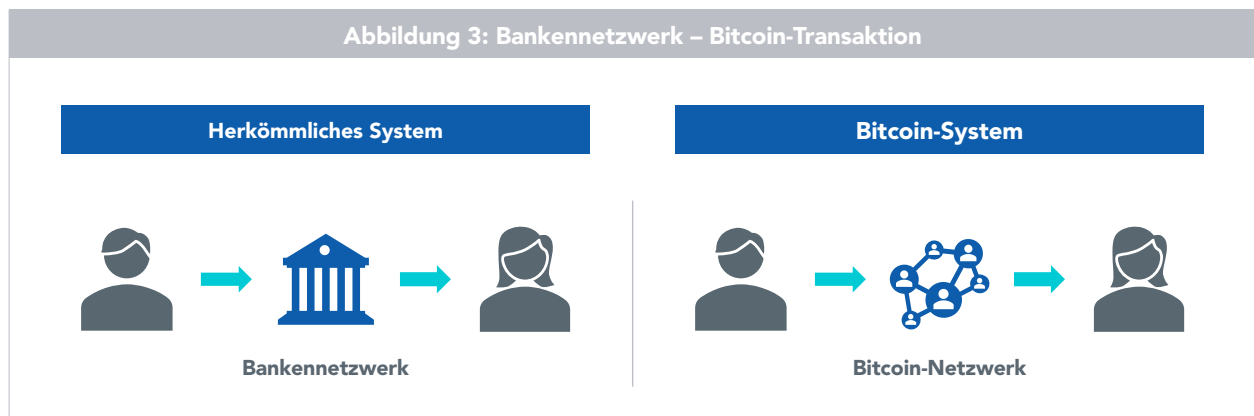 Abbildung 3: Bankennetzwerk – Bitcoin-Transaktion
Herkömmliches System
Bitcoin-System
Bankennetzwerk
Bitcoin-Netzwerk